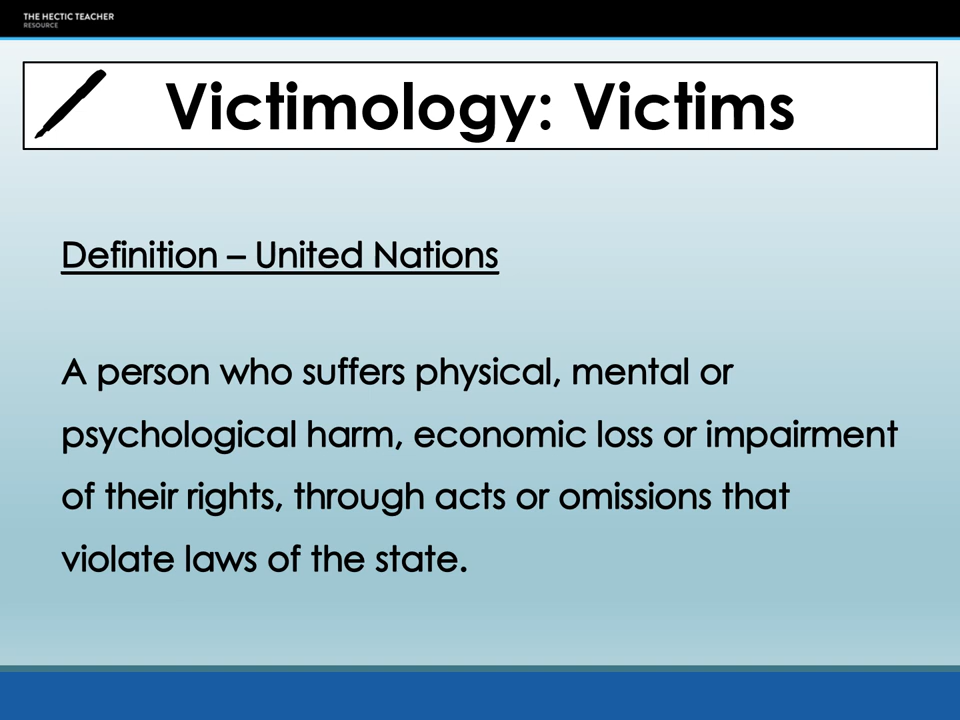 THE HECTIC TEACHER
RESOURCE
Victimology: Victims
Definition – United Nations
A person who suffers physical, mental or
psychological harm, economic loss or impairment
of their rights, through acts or omissions that
violate laws of the state.